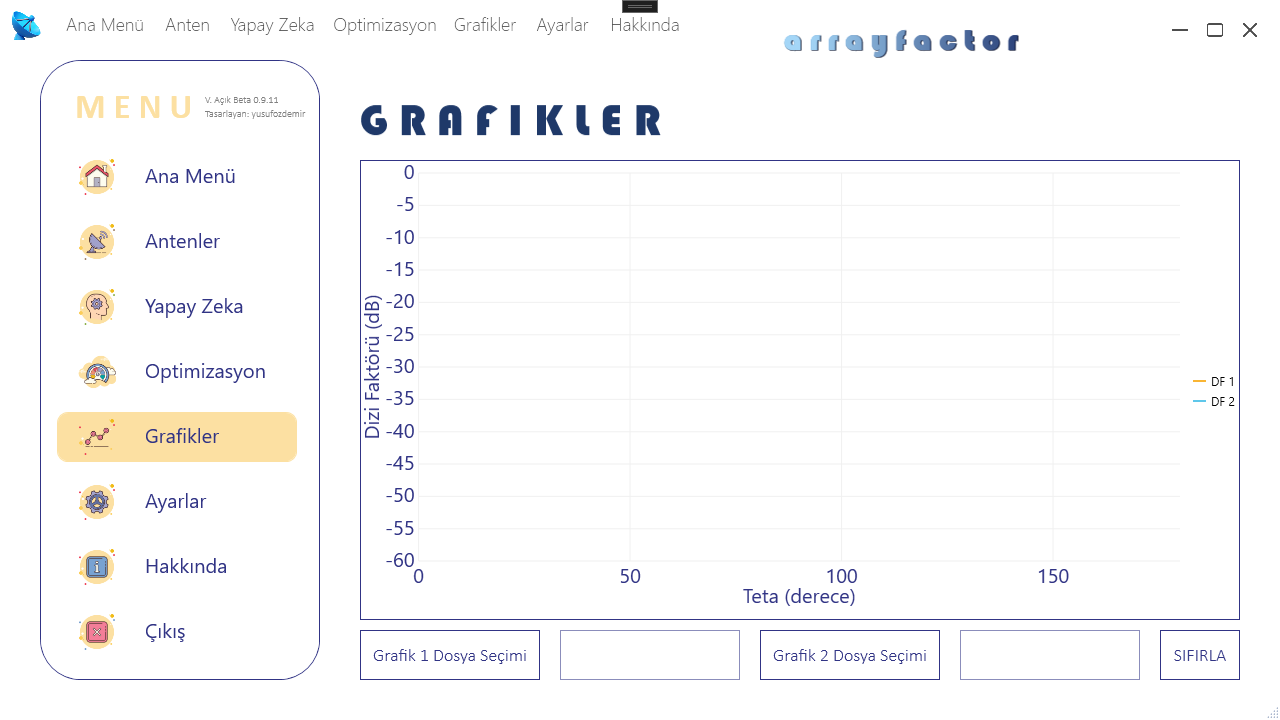 Ana Menü Anten Yapay Zeka Optimizasyon Grafikler Ayarlar Hakkında
arrayfactor
MENU
V. Açık Beta 0.9.11
Tasarlayan: yusufozdemir
Ana Menü
Antenler
Yapay Zeka
Optimizasyon
Grafikler
Ayarlar
Hakkında
Çıkış
GRAFIKLER
Dizi Faktörü (dB)
0
-5
-10
-15
-20
-25
-30
-35
-40
-45
-50
-55
-60
0 50 100 150
Teta (derece)
DF 1
DF 2
Grafik 1 Dosya Seçimi Grafik 2 Dosya Seçimi SIFIRLA